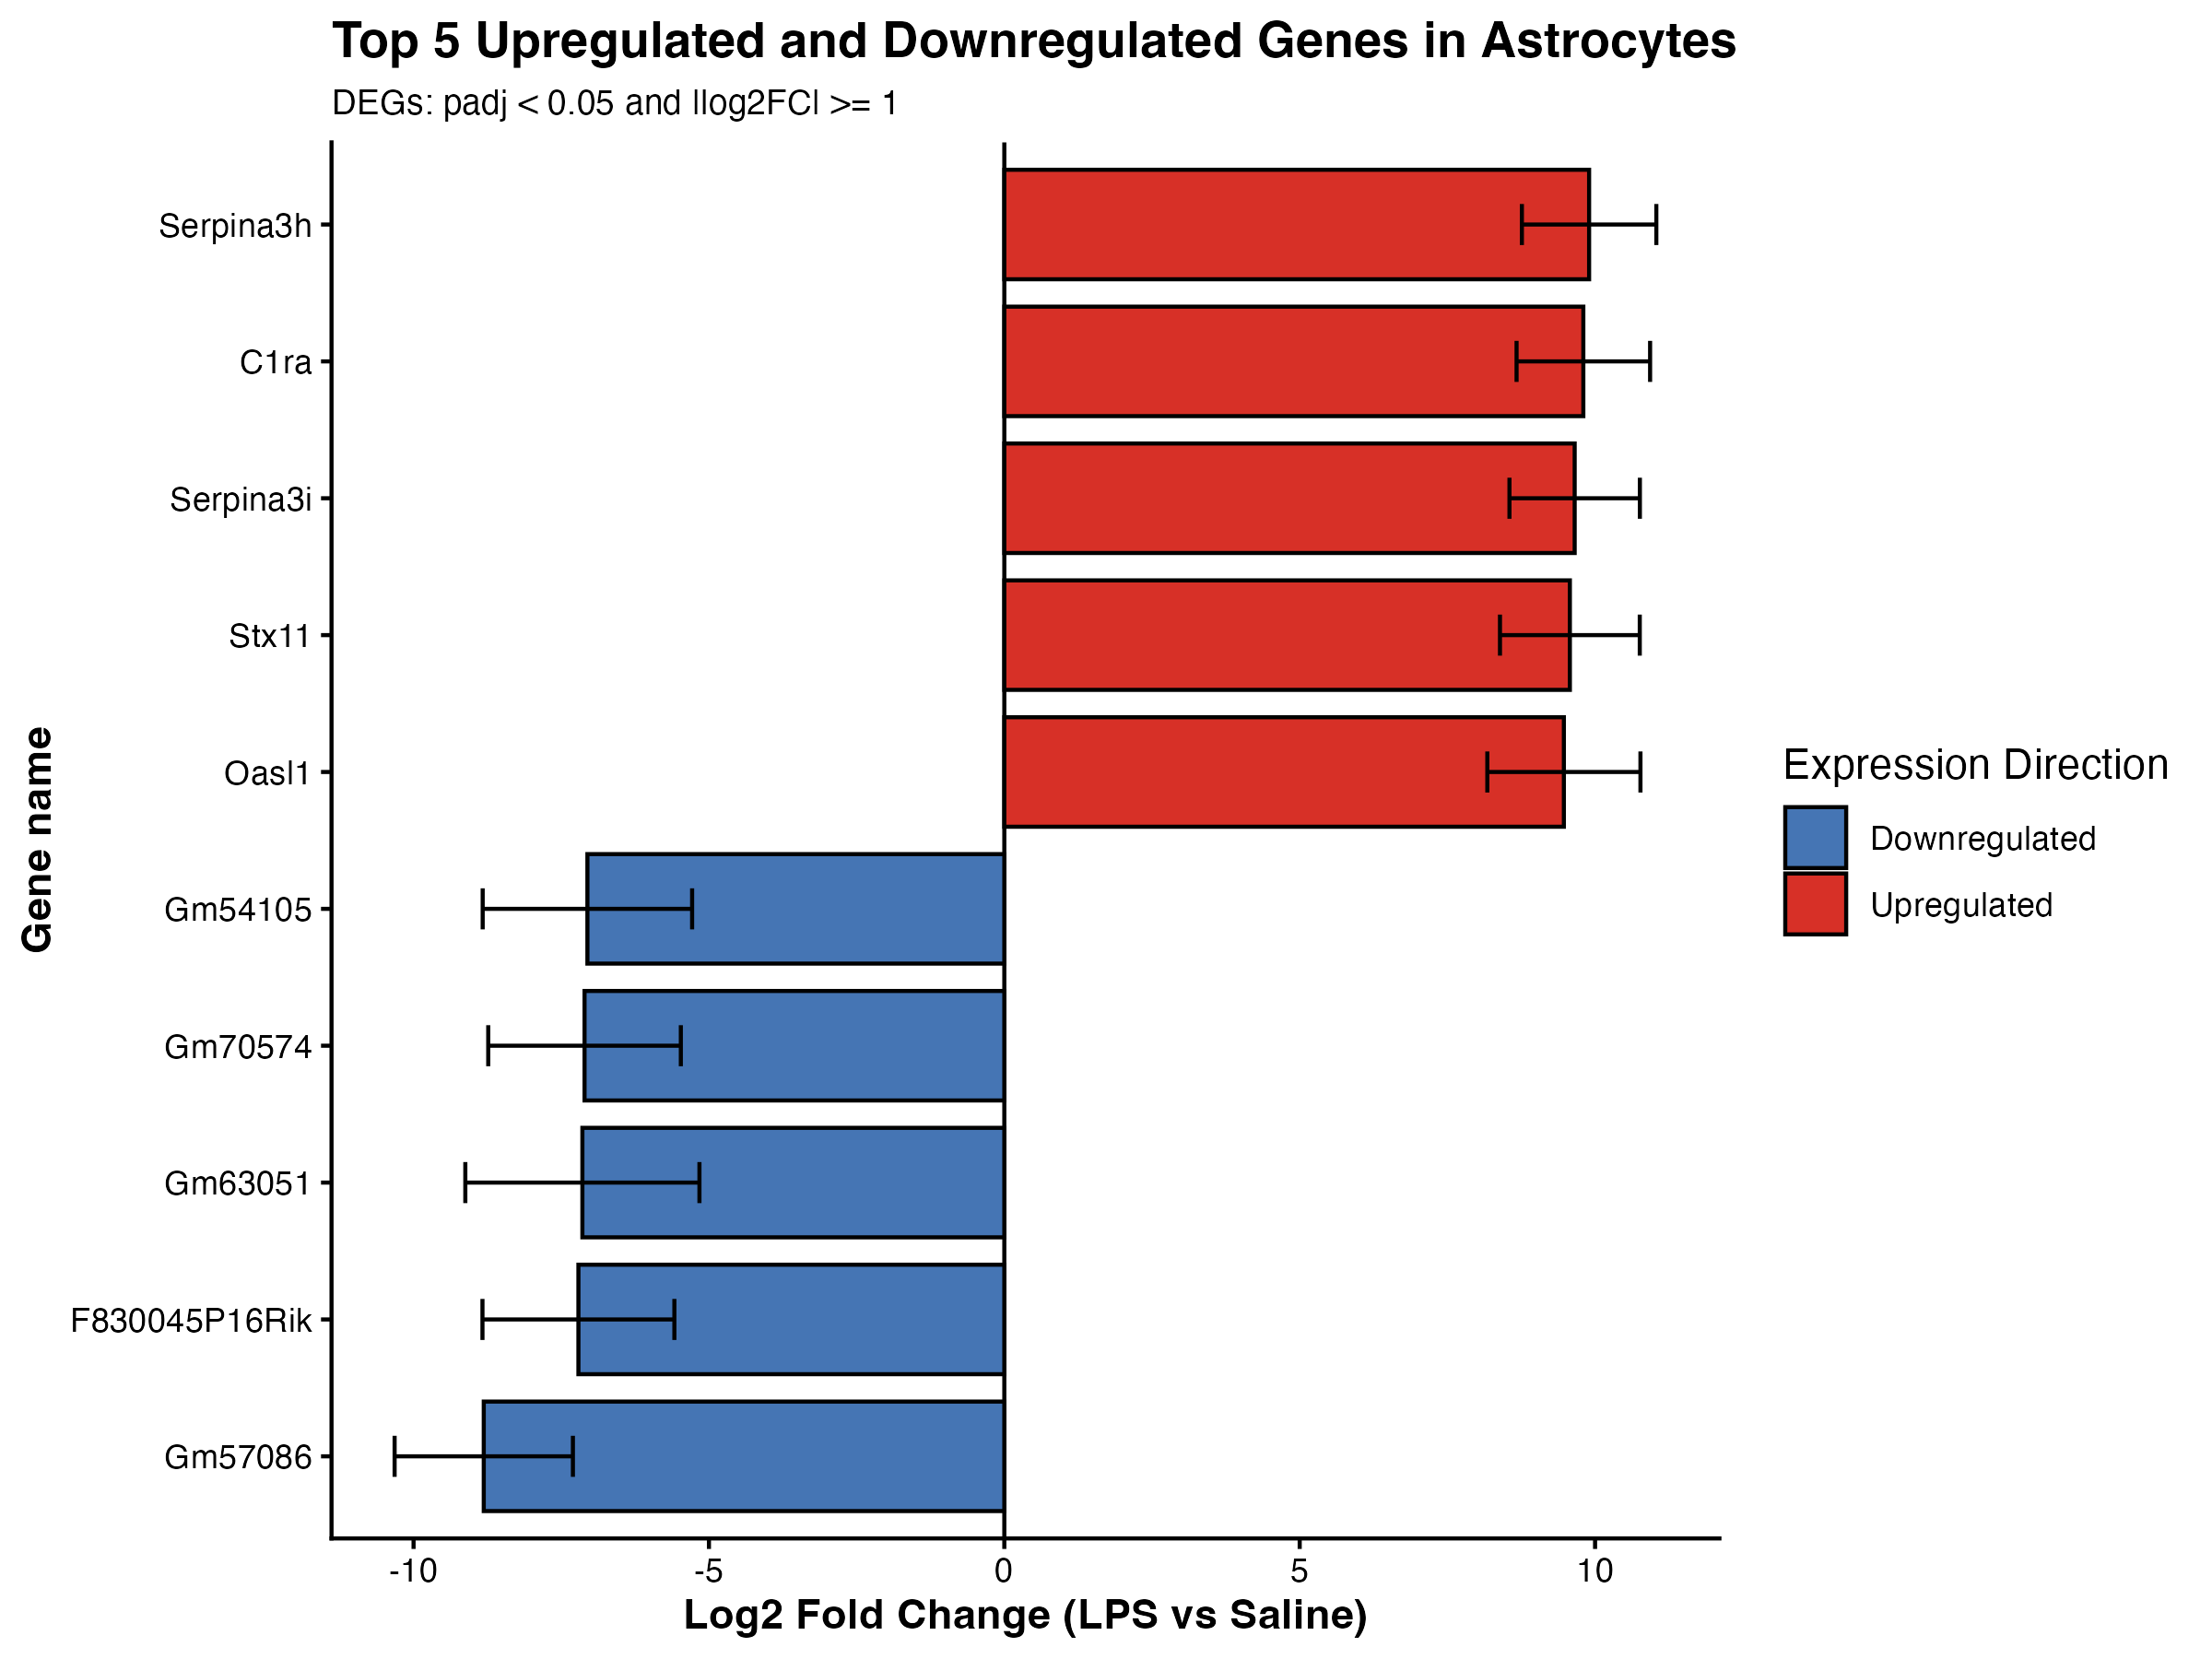 Top 5 Upregulated and Downregulated Genes in Astrocytes
DEGs: padj < 0.05 and |log2FC| >= 1
Serpina3h
C1ra
Serpina3i
Stx11
Oasl1
Gm54105
Gm70574
Gm63051
F830045P16Rik
Gm57086
Gene name
-10
-5
0
5
10
Log2 Fold Change (LPS vs Saline)
Expression Direction
Downregulated
Upregulated